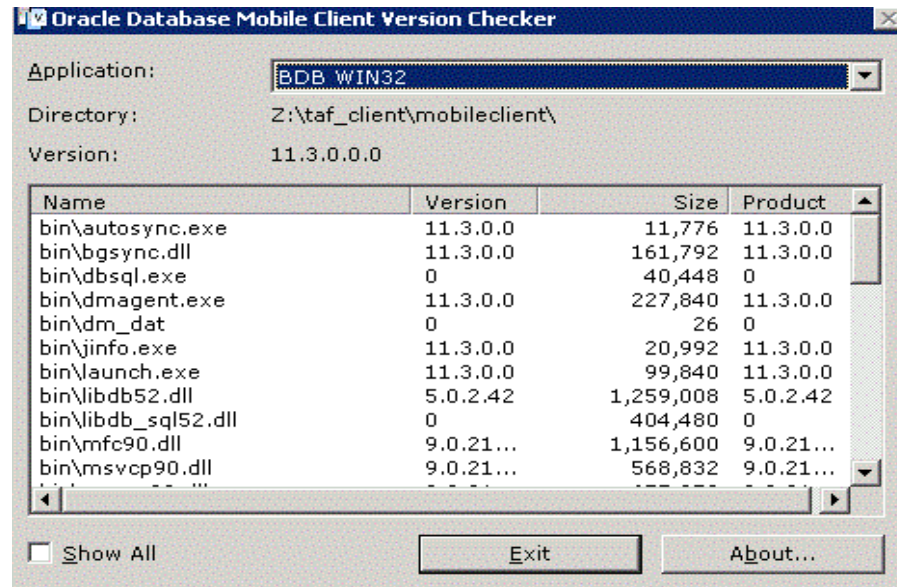 Oracle Database Mobile Client Version Checker
Application: BDB WIN32
Directory: Z:\taf_client\mobileclient\
Version: 11.3.0.0.0
Name Version Size Product
bin\autosync.exe 11.3.0.0 11,776 11.3.0.0
bin\bgsync.dll 11.3.0.0 161,792 11.3.0.0
bin\dbsql.exe 0 40,448 0
bin\dmagent.exe 11.3.0.0 227,840 11.3.0.0
bin\dm_dat 0 26 0
bin\jinfo.exe 11.3.0.0 20,992 11.3.0.0
bin\launch.exe 11.3.0.0 99,840 11.3.0.0
bin\libdb52.dll 5.0.2.42 1,259,008 5.0.2.42
bin\libdb_sql52.dll 0 404,480 0
bin\mfc90.dll 9.0.21... 1,156,600 9.0.21...
bin\msvcp90.dll 9.0.21... 568,832 9.0.21...
Show All Exit About...